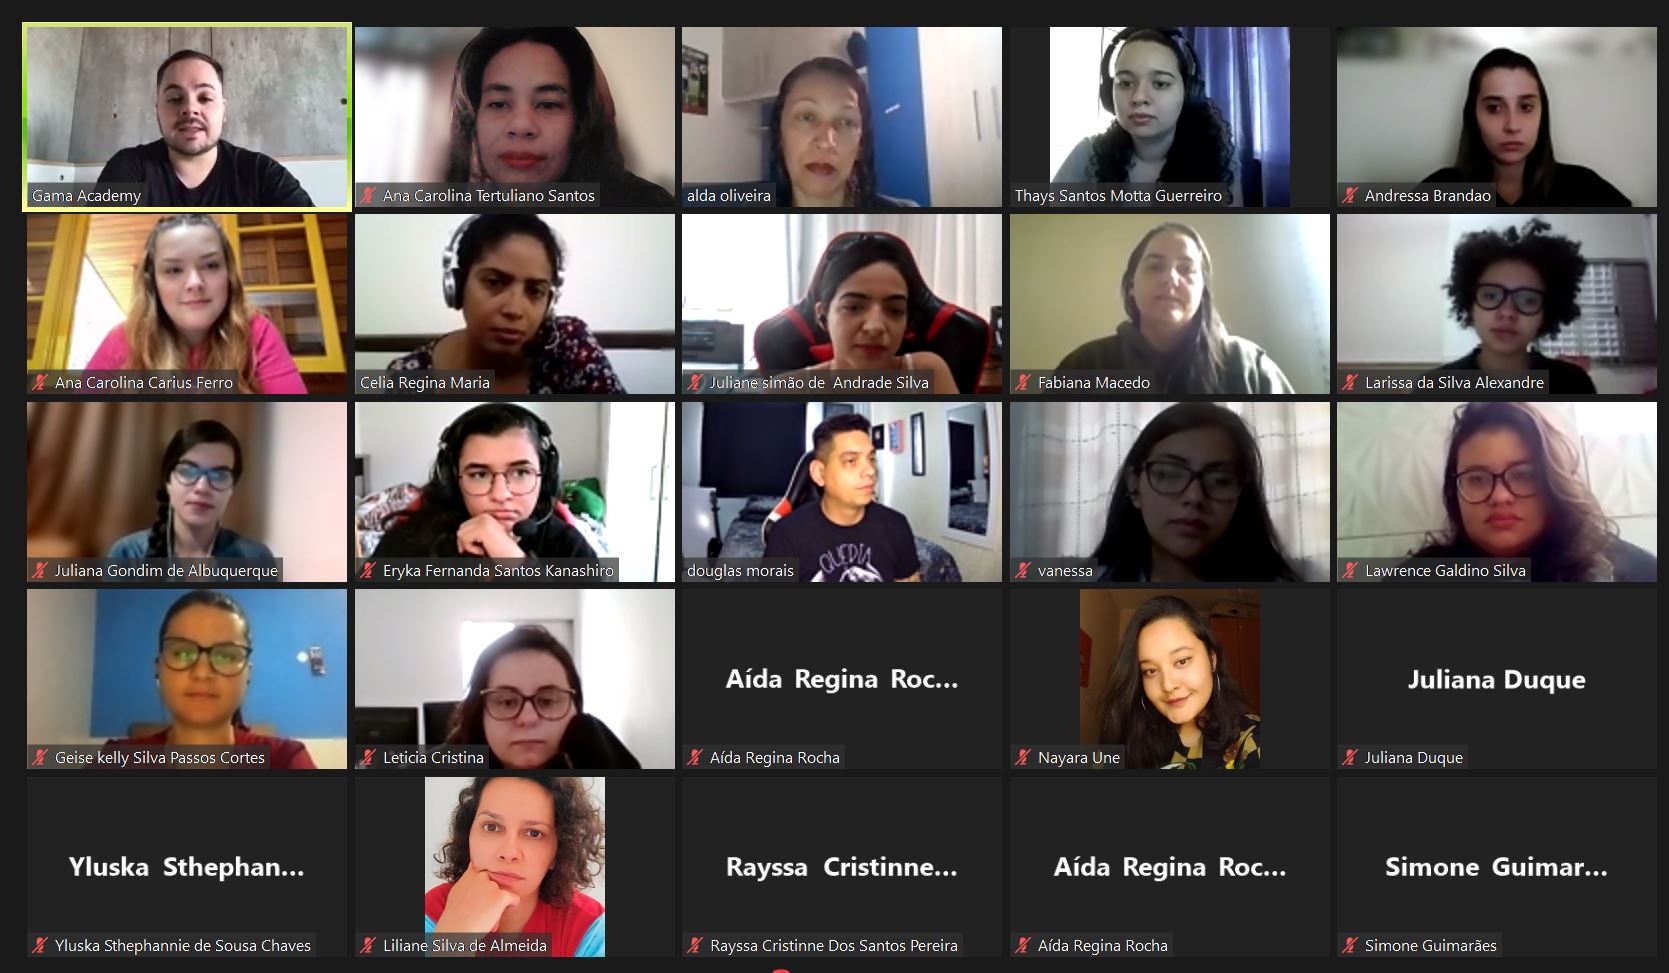 Gama Academy
Ana Carolina Tertuliano Santos
alda oliveira
Thays Santos Motta Guerreiro
Andressa Brandao
Ana Carolina Carius Ferro
Celia Regina Maria
Juliane simão de Andrade Silva
Fabiana Macedo
Larissa da Silva Alexandre
Juliana Gondim de Albuquerque
Eryka Fernanda Santos Kanashiro
QUERIA
douglas morais
vanessa
Lawrence Galdino Silva
Geise kelly Silva Passos Cortes
Leticia Cristina
Aída Regina Roc...
Aída Regina Rocha
Nayara Une
Juliana Duque
Juliana Duque
Yluska Sthephan...
Yluska Sthephannie de Sousa Chaves
Liliane Silva de Almeida
Rayssa Cristinne...
Rayssa Cristinne Dos Santos Pereira
Aída Regina Roc...
Aída Regina Rocha
Simone Guimar...
Simone Guimarães